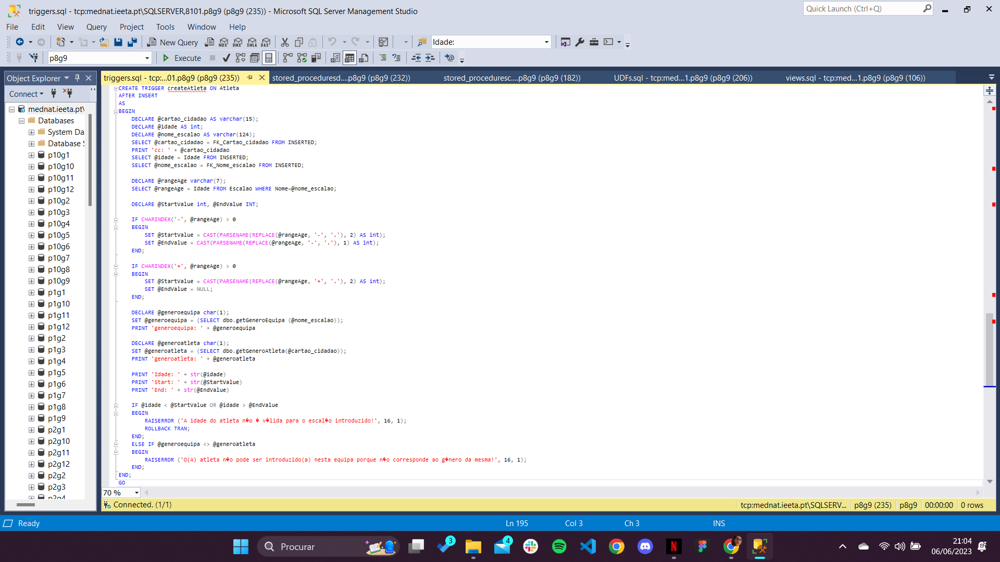 triggers.sql - tcp:mednat.ieeta.pt\SQLSERVER,8101.p8g9 (p8g9 (235)) - Microsoft SQL Server Management Studio
Quick Launch (Ctrl+Q)
File Edit View Query Project Tools Window Help
New Query
MDX DMX XMLA DAX
Idade:
p8g9
Execute
Object Explorer
triggers.sql - tcp:...01.p8g9 (p8g9 (235))
stored_proceduresd....p8g9 (p8g9 (232))
stored_proceduresc....p8g9 (p8g9 (182))
UDFs.sql - tcp:med...1.p8g9 (p8g9 (206))
views.sql - tcp:med...1.p8g9 (p8g9 (106))
Connect
mednat.ieeta.pt\
Databases
System Da
Database S
p10g1
p10g10
p10g11
p10g12
p10g2
p10g3
p10g4
p10g5
p10g6
p10g7
p10g8
p10g9
p1g1
p1g10
p1g11
p1g12
p1g2
p1g3
p1g4
p1g5
p1g6
p1g7
p1g8
p1g9
p2g1
p2g10
p2g11
p2g12
p2g2
p2g3
p2g4
CREATE TRIGGER createAtleta ON Atleta
AFTER INSERT
AS
BEGIN
DECLARE @cartao_cidadao AS varchar(15);
DECLARE @idade AS int;
DECLARE @nome_escalao AS varchar(124);
SELECT @cartao_cidadao = FK_Cartao_cidadao FROM INSERTED;
PRINT 'cc: ' + @cartao_cidadao
SELECT @idade = Idade FROM INSERTED;
SELECT @nome_escalao = FK_Nome_escalao FROM INSERTED;
DECLARE @rangeAge varchar(7);
SELECT @rangeAge = Idade FROM Escalao WHERE Nome=@nome_escalao;
DECLARE @StartValue int, @EndValue INT;
IF CHARINDEX('-', @rangeAge) > 0
BEGIN
SET @StartValue = CAST(PARSENAME(REPLACE(@rangeAge, '-', '.'), 2) AS int);
SET @EndValue = CAST(PARSENAME(REPLACE(@rangeAge, '-', '.'), 1) AS int);
END;
IF CHARINDEX('+', @rangeAge) > 0
BEGIN
SET @StartValue = CAST(PARSENAME(REPLACE(@rangeAge, '+', '.'), 2) AS int);
SET @EndValue = NULL;
END;
DECLARE @generoequipa char(1);
SET @generoequipa = (SELECT dbo.getGeneroEquipa (@nome_escalao));
PRINT 'generoequipa: ' + @generoequipa
DECLARE @generoatleta char(1);
SET @generoatleta = (SELECT dbo.getGeneroAtleta(@cartao_cidadao));
PRINT 'generoatleta: ' + @generoatleta
PRINT 'Idade: ' + str(@idade)
PRINT 'Start: ' + str(@StartValue)
PRINT 'End: ' + str(@EndValue)
IF @idade < @StartValue OR @idade > @EndValue
BEGIN
RAISERROR ('A idade do atleta n�o � v�lida para o escal�o introduzido!', 16, 1);
ROLLBACK TRAN;
END;
ELSE IF @generoequipa <> @generoatleta
BEGIN
RAISERROR ('O(A) atleta n�o pode ser introduzido(a) nesta equipa porque n�o corresponde ao g�nero da mesma!', 16, 1);
END;
END;
GO
70 %
Connected. (1/1)
tcp:mednat.ieeta.pt\SQLSERV... p8g9 (235) p8g9 00:00:00 0 rows
Ready
Ln 195 Col 3 Ch 3 INS
Procurar
3
4
N
21:04
06/06/2023